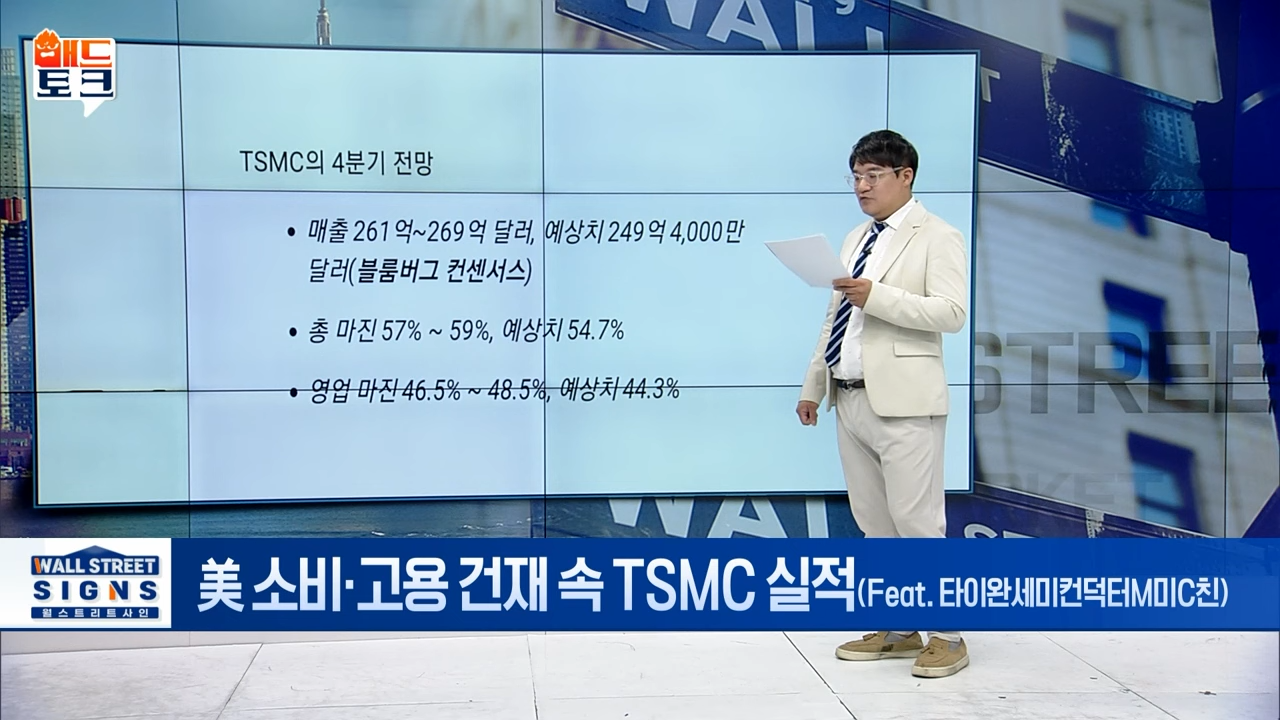 매드
토크
WALL
9
T
TSMC의 4분기 전망
• 매출 261억~269억 달러, 예상치 249억 4,000만
달러(블룸버그 컨센서스)
• 총 마진 57% ~ 59%, 예상치 54.7%
• 영업 마진 46.5% ~ 48.5%, 예상치 44.3%
STREE
RKET
WALL
S
WALL STREET
SIGNS
월스트리트사인
美 소비·고용 건재 속 TSMC 실적(Feat. 타이완세미컨덕터M미C친)